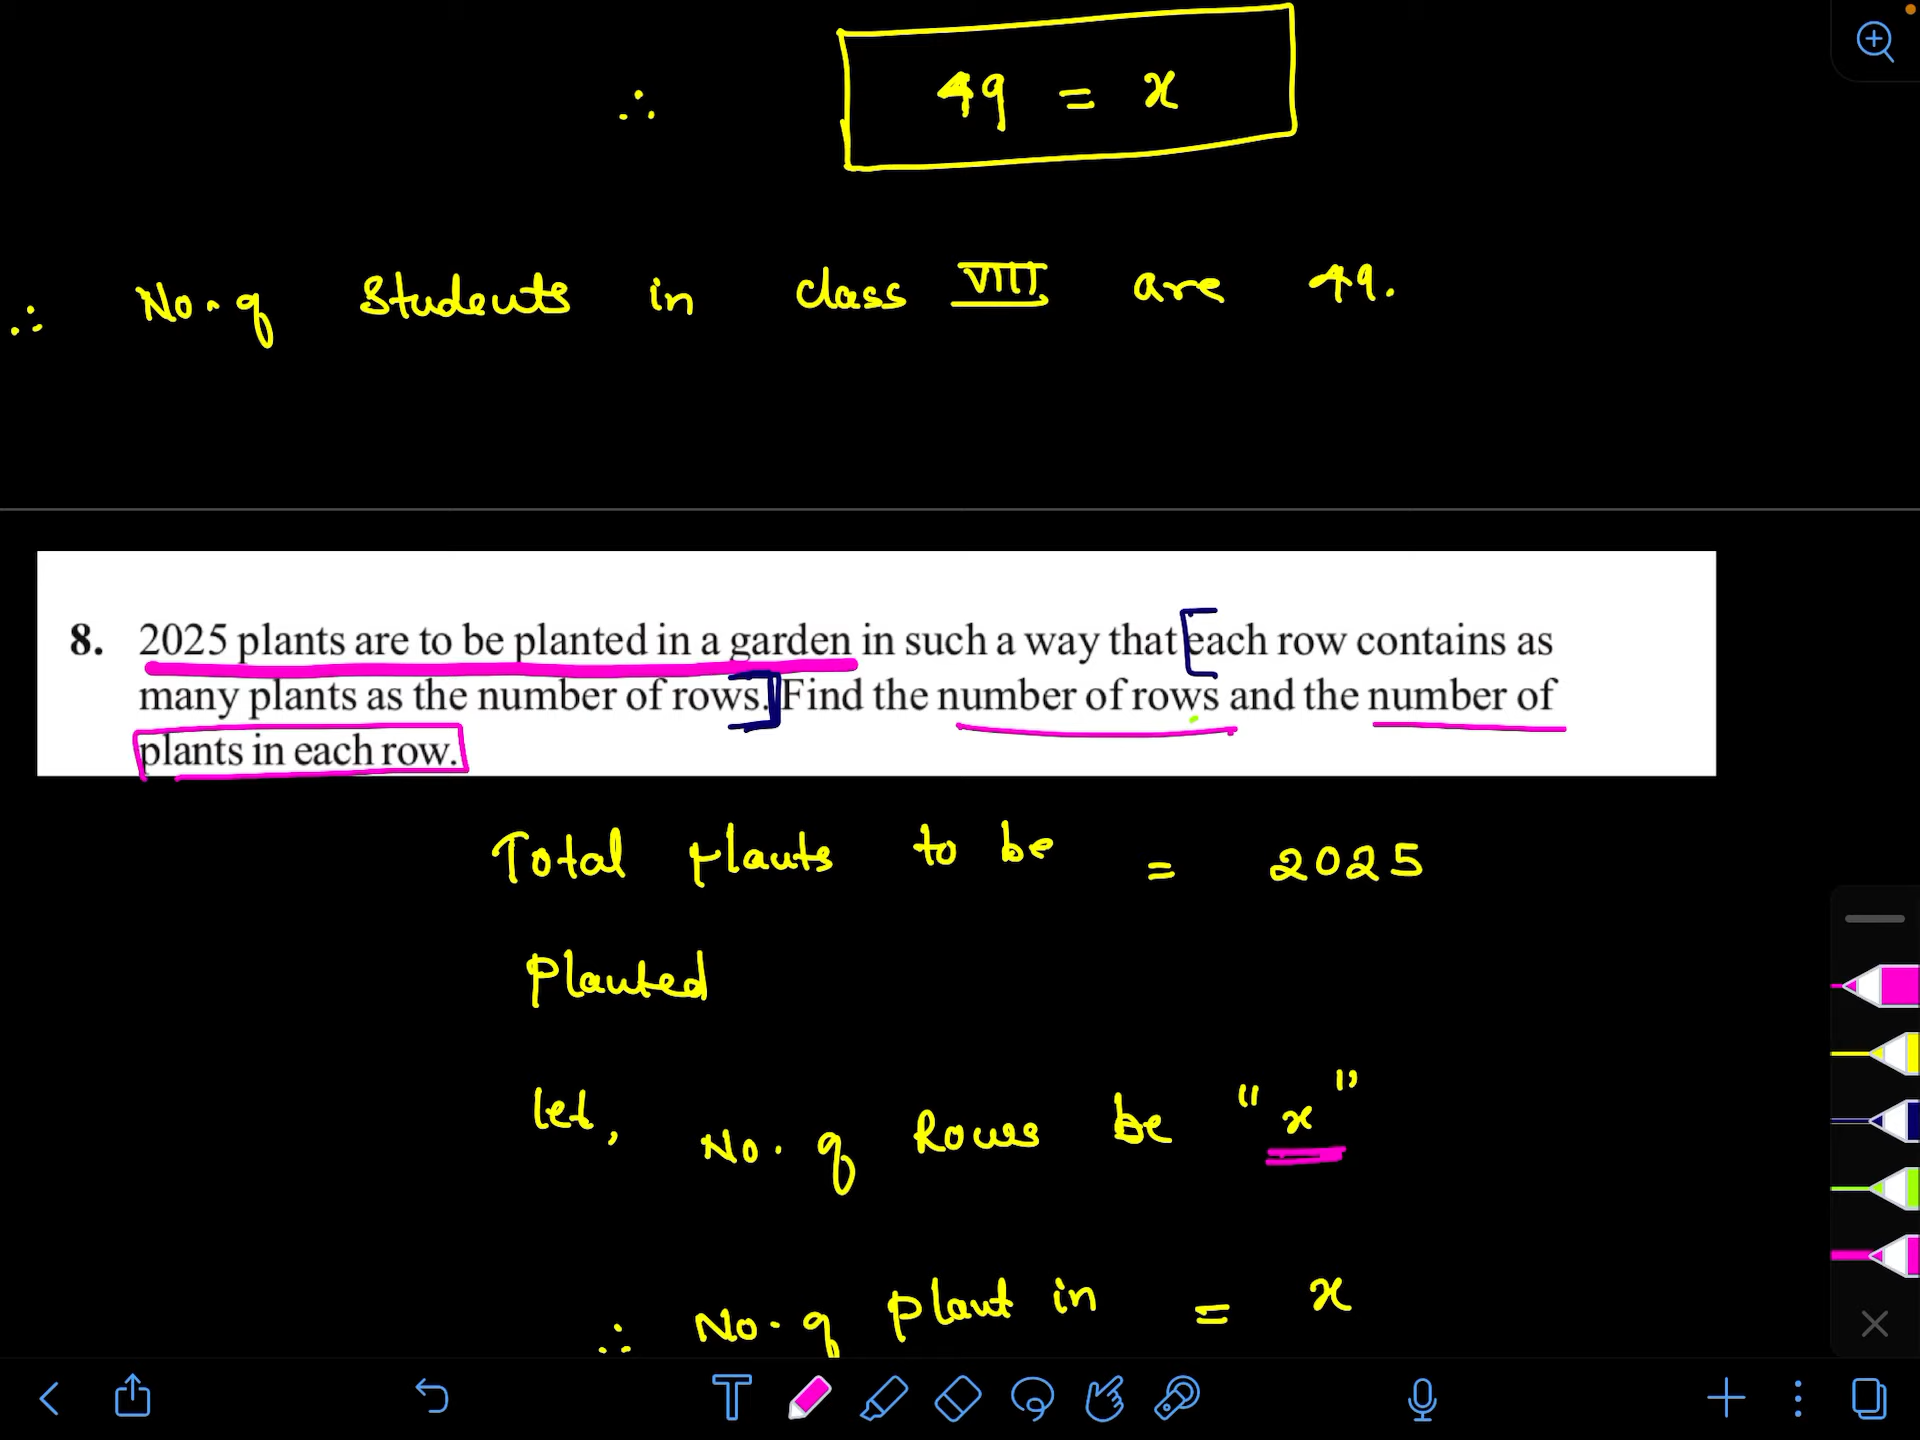 ∴ 49 = x
∴ No. of Students in class VIII are 49.
8. 2025 plants are to be planted in a garden in such a way that each row contains as
many plants as the number of rows. Find the number of rows and the number of
plants in each row.
Total plants to be = 2025
Planted
let, No. of Rows be "x"
∴ No. of plant in = x